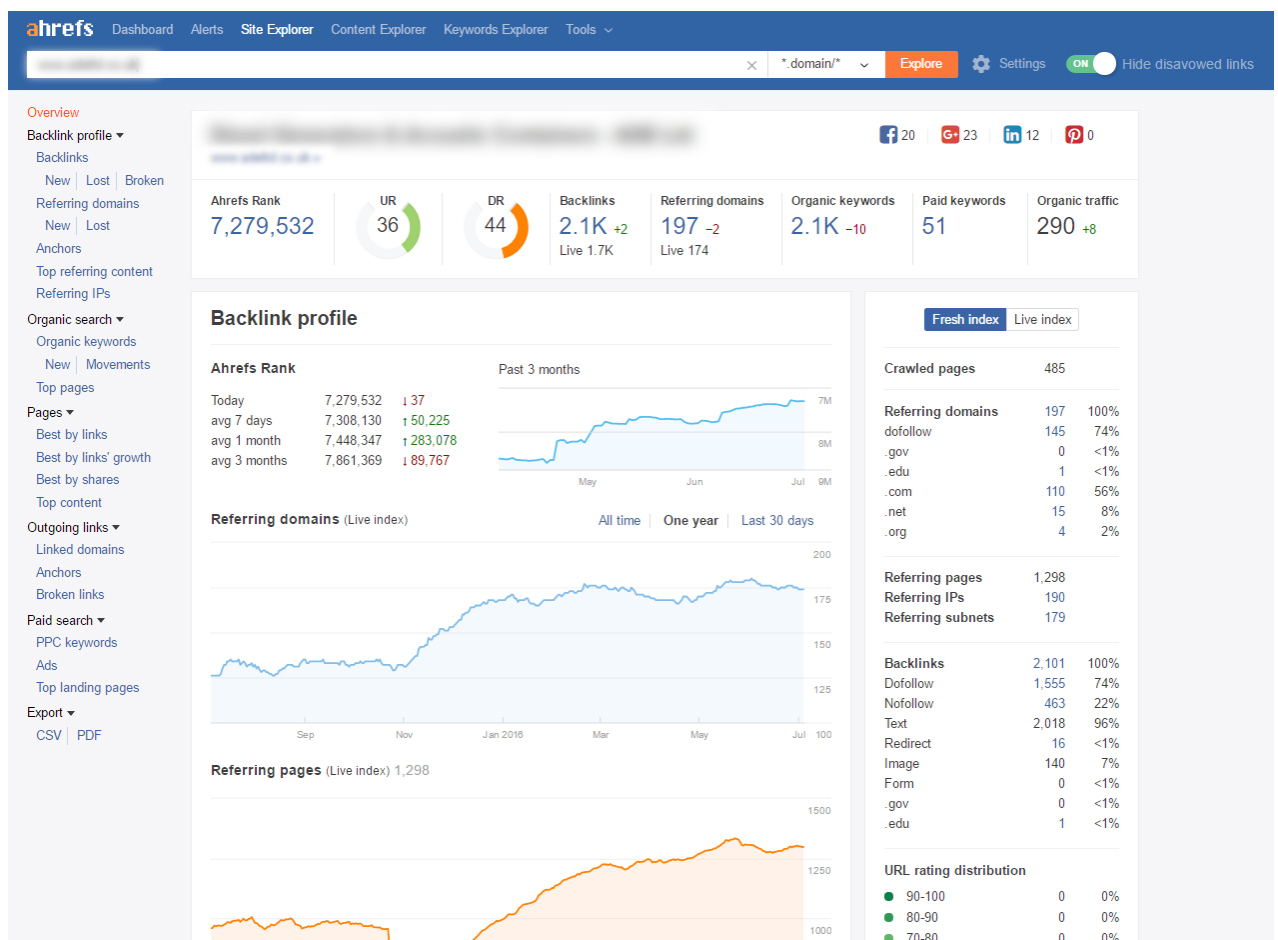 ahrefs Dashboard Alerts Site Explorer Content Explorer Keywords Explorer Tools
*.domain/* Explore Settings ON Hide disavowed links
Overview
Backlink profile
Backlinks
New Lost Broken
Referring domains
New Lost
Anchors
Top referring content
Referring IPs
Organic search
Organic keywords
New Movements
Top pages
Pages
Best by links
Best by links' growth
Best by shares
Top content
Outgoing links
Linked domains
Anchors
Broken links
Paid search
PPC keywords
Ads
Top landing pages
Export
CSV PDF
20 G+ 23 in 12 0
Ahrefs Rank UR DR Backlinks Referring domains Organic keywords Paid keywords Organic traffic
7,279,532 36 44 2.1K +2 197 –2 2.1K –10 51 290 +8
Live 1.7K Live 174
Backlink profile
Ahrefs Rank
Today 7,279,532 ↓37
avg 7 days 7,308,130 ↑50,225
avg 1 month 7,448,347 ↑283,078
avg 3 months 7,861,369 ↓89,767
Past 3 months
7M
8M
May Jun Jul 9M
Referring domains (Live index) All time One year Last 30 days
200
175
150
125
Sep Nov Jan 2016 Mar May Jul 100
Referring pages (Live index) 1,298
1500
1250
1000
Fresh index Live index
Crawled pages 485
Referring domains 197 100%
dofollow 145 74%
.gov 0 <1%
.edu 1 <1%
.com 110 56%
.net 15 8%
.org 4 2%
Referring pages 1,298
Referring IPs 190
Referring subnets 179
Backlinks 2,101 100%
Dofollow 1,555 74%
Nofollow 463 22%
Text 2,018 96%
Redirect 16 <1%
Image 140 7%
Form 0 <1%
.gov 0 <1%
.edu 1 <1%
URL rating distribution
90-100 0 0%
80-90 0 0%
70-80 0 0%